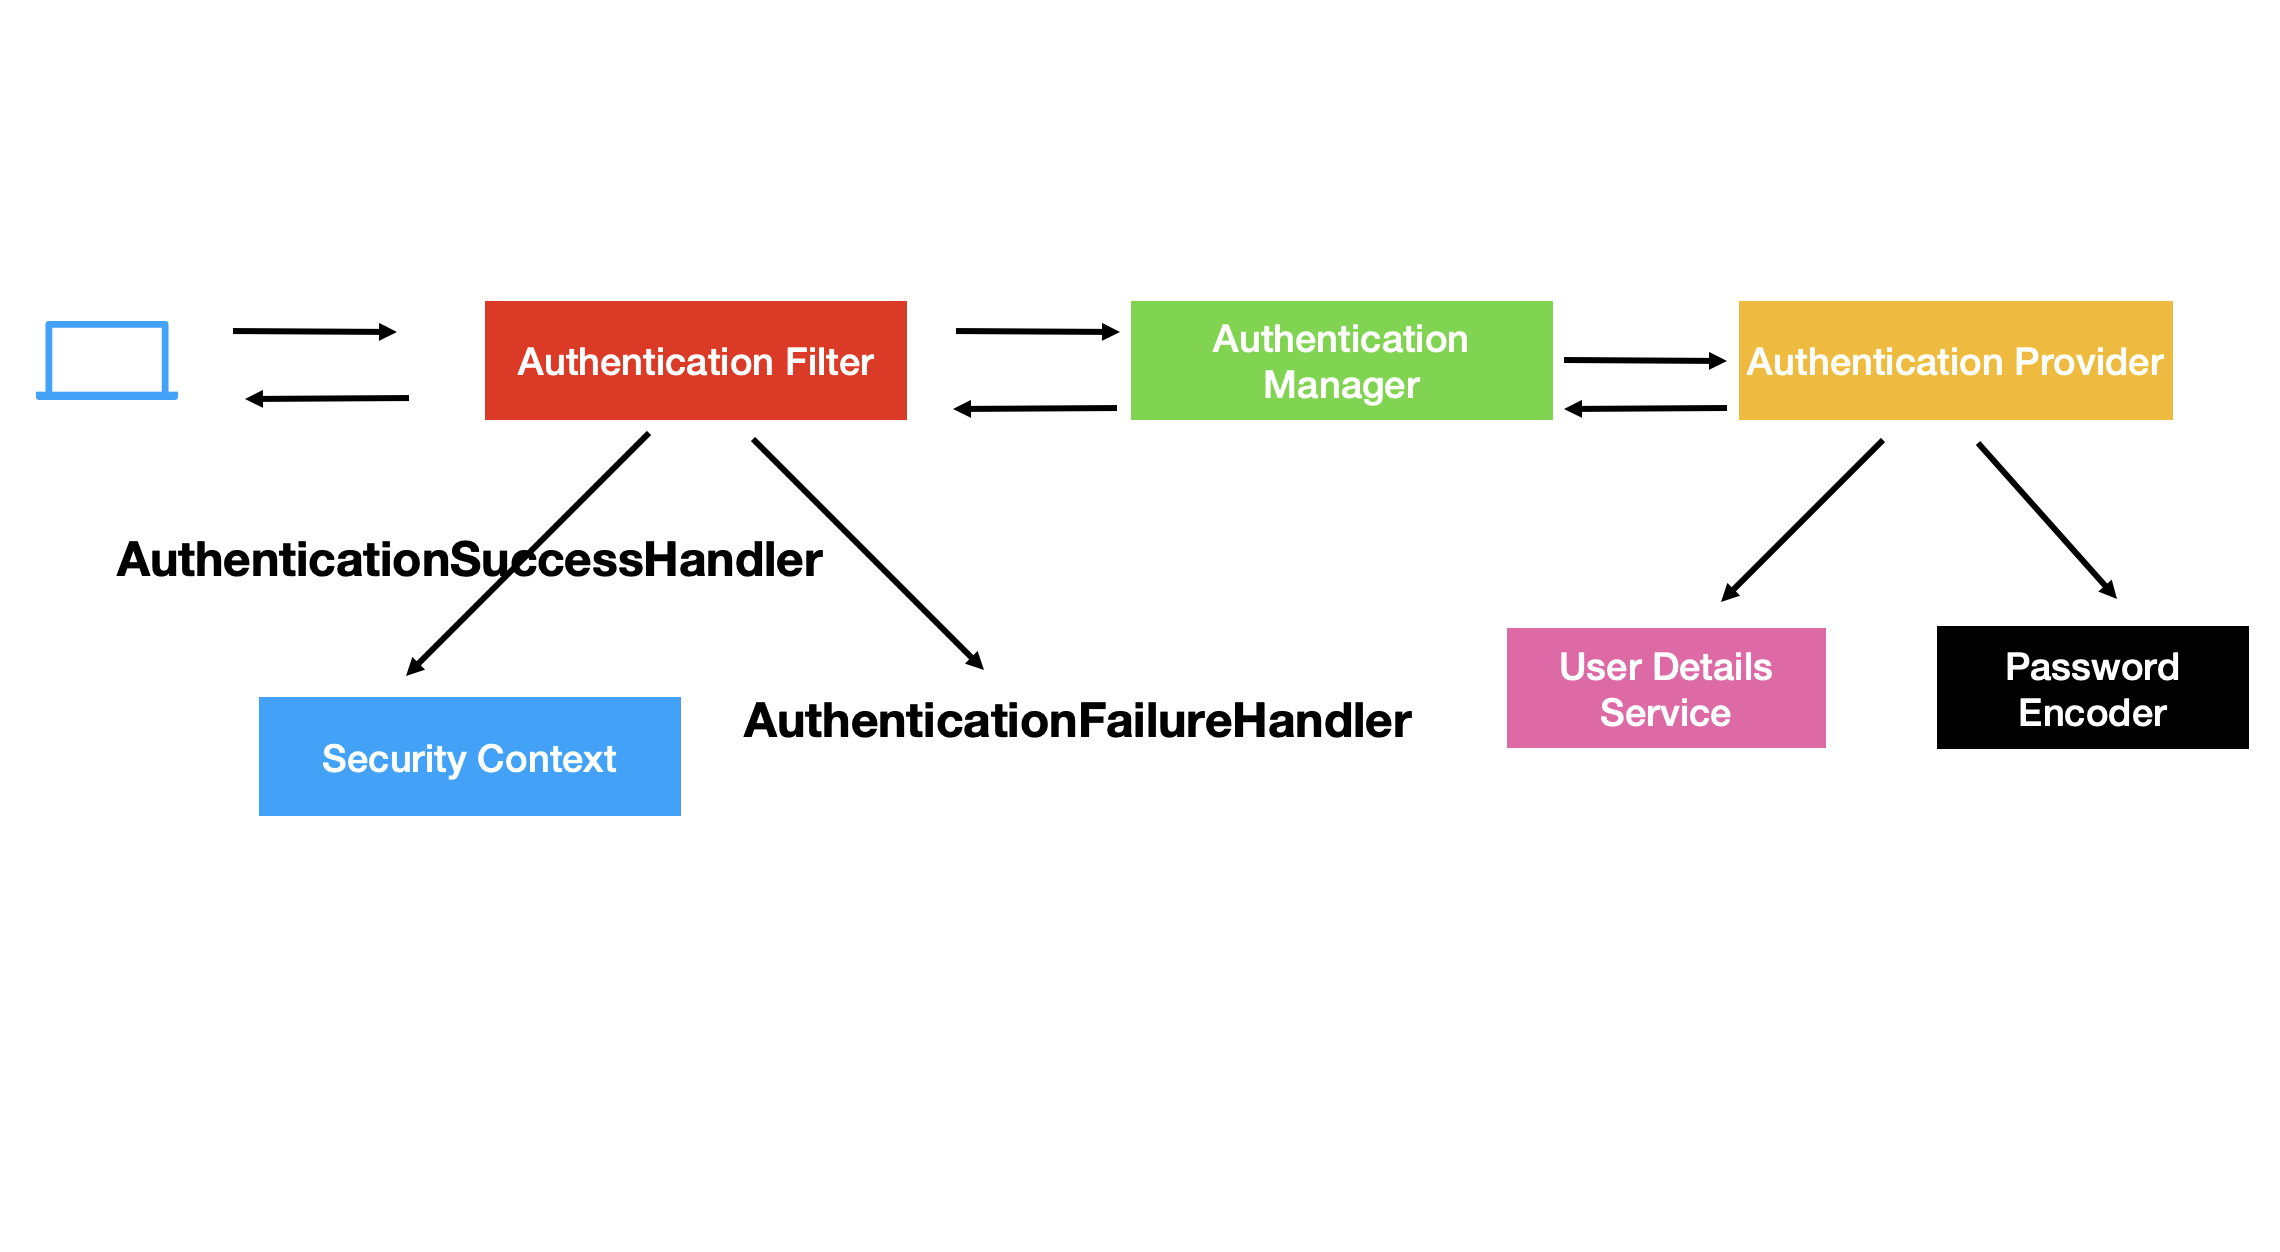 Authentication Filter
Authentication
Manager
Authentication Provider
AuthenticationSuccessHandler
Security Context
AuthenticationFailureHandler
User Details
Service
Password
Encoder